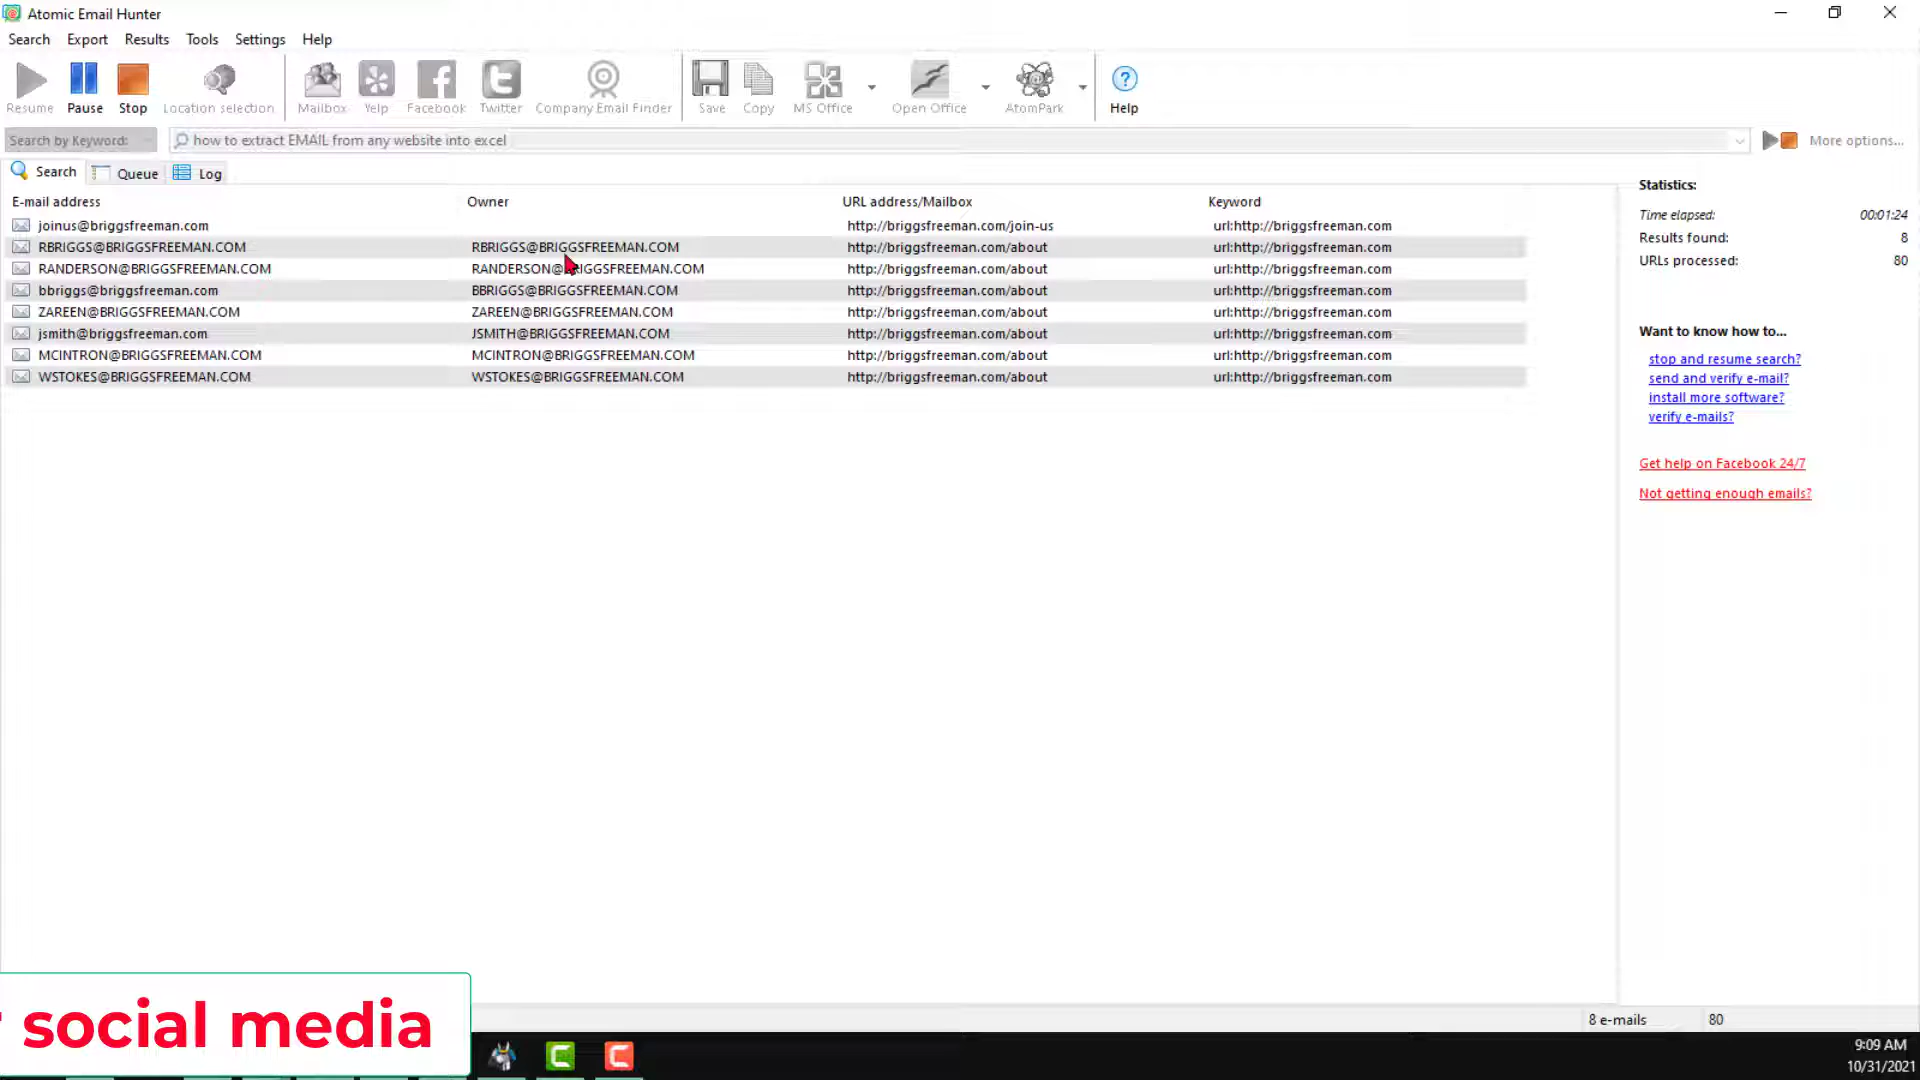 Atomic Email Hunter
Search Export Results Tools Settings Help
Resume Pause Stop Location selection Mailbox Yelp Facebook Twitter Company Email Finder Save Copy MS Office Open Office AtomPark Help
Search by Keyword: how to extract EMAIL from any website into excel More options...
Search Queue Log
E-mail address Owner URL address/Mailbox Keyword
joinus@briggsfreeman.com http://briggsfreeman.com/join-us url:http://briggsfreeman.com
RBRIGGS@BRIGGSFREEMAN.COM RBRIGGS@BRIGGSFREEMAN.COM http://briggsfreeman.com/about url:http://briggsfreeman.com
RANDERSON@BRIGGSFREEMAN.COM RANDERSON@BRIGGSFREEMAN.COM http://briggsfreeman.com/about url:http://briggsfreeman.com
bbriggs@briggsfreeman.com BBRIGGS@BRIGGSFREEMAN.COM http://briggsfreeman.com/about url:http://briggsfreeman.com
ZAREEN@BRIGGSFREEMAN.COM ZAREEN@BRIGGSFREEMAN.COM http://briggsfreeman.com/about url:http://briggsfreeman.com
jsmith@briggsfreeman.com JSMITH@BRIGGSFREEMAN.COM http://briggsfreeman.com/about url:http://briggsfreeman.com
MCINTRON@BRIGGSFREEMAN.COM MCINTRON@BRIGGSFREEMAN.COM http://briggsfreeman.com/about url:http://briggsfreeman.com
WSTOKES@BRIGGSFREEMAN.COM WSTOKES@BRIGGSFREEMAN.COM http://briggsfreeman.com/about url:http://briggsfreeman.com
Statistics:
Time elapsed: 00:01:24
Results found: 8
URLs processed: 80
Want to know how to...
stop and resume search?
send and verify e-mail?
install more software?
verify e-mails?
Get help on Facebook 24/7
Not getting enough emails?
social media
8 e-mails 80
9:09 AM
10/31/2021